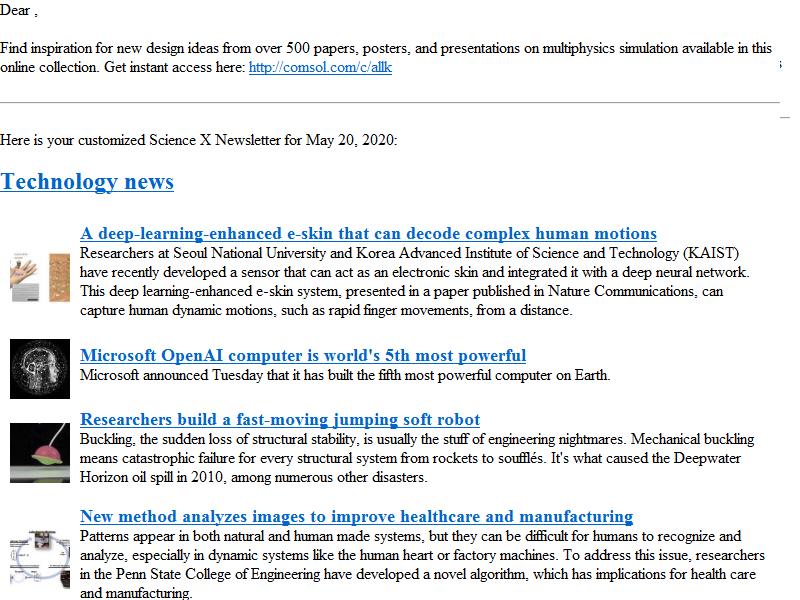 Dear ,
Find inspiration for new design ideas from over 500 papers, posters, and presentations on multiphysics simulation available in this
online collection. Get instant access here: http://comsol.com/c/allk
Here is your customized Science X Newsletter for May 20, 2020:
Technology news
A deep-learning-enhanced e-skin that can decode complex human motions
Researchers at Seoul National University and Korea Advanced Institute of Science and Technology (KAIST)
have recently developed a sensor that can act as an electronic skin and integrated it with a deep neural network.
This deep learning-enhanced e-skin system, presented in a paper published in Nature Communications, can
capture human dynamic motions, such as rapid finger movements, from a distance.
Microsoft OpenAI computer is world's 5th most powerful
Microsoft announced Tuesday that it has built the fifth most powerful computer on Earth.
Researchers build a fast-moving jumping soft robot
Buckling, the sudden loss of structural stability, is usually the stuff of engineering nightmares. Mechanical buckling
means catastrophic failure for every structural system from rockets to soufflés. It's what caused the Deepwater
Horizon oil spill in 2010, among numerous other disasters.
New method analyzes images to improve healthcare and manufacturing
Patterns appear in both natural and human made systems, but they can be difficult for humans to recognize and
analyze, especially in dynamic systems like the human heart or factory machines. To address this issue, researchers
in the Penn State College of Engineering have developed a novel algorithm, which has implications for health care
and manufacturing.